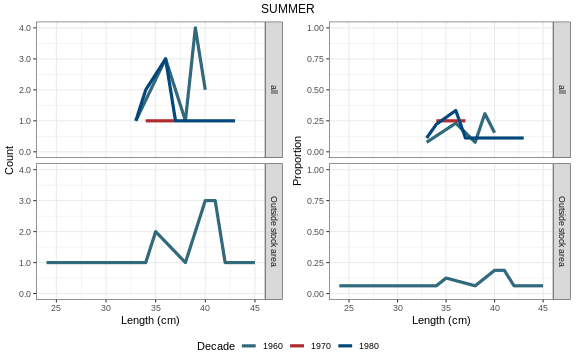 SUMMER
Count
4.0
3.0
2.0
1.0
0.0
all
4.0
3.0
2.0
1.0
0.0
Outside stock area
25 30 35 40 45
Length (cm)
Proportion
1.00
0.75
0.50
0.25
0.00
all
1.00
0.75
0.50
0.25
0.00
Outside stock area
25 30 35 40 45
Length (cm)
Decade 1960 1970 1980